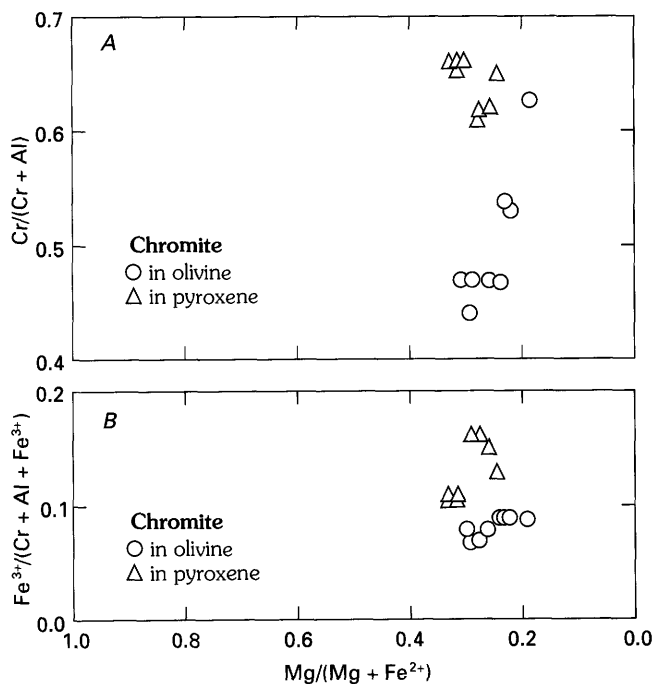 A
0.7
0.6
0.5
0.4
Cr/(Cr + Al)
Chromite
in olivine
in pyroxene
B
0.2
0.1
0.0
Fe³⁺/(Cr + Al + Fe³⁺)
Chromite
in olivine
in pyroxene
1.0 0.8 0.6 0.4 0.2 0.0
Mg/(Mg + Fe²⁺)